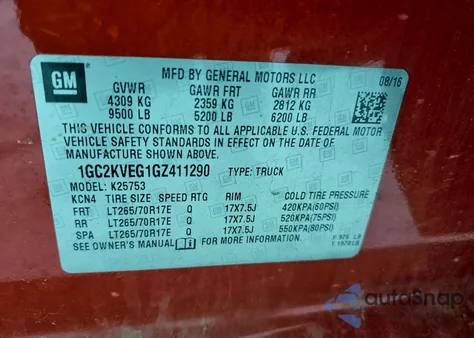 GM MFD BY GENERAL MOTORS LLC 08/16
GVWR GAWR FRT GAWR RR
4309 KG 2359 KG 2812 KG
9500 LB 5200 LB 6200 LB
THIS VEHICLE CONFORMS TO ALL APPLICABLE U.S. FEDERAL MOTOR
VEHICLE SAFETY STANDARDS IN EFFECT ON THE DATE OF
MANUFACTURE SHOWN ABOVE.
1GC2KVEG1GZ411290 TYPE: TRUCK
MODEL: K25753
KCN4 TIRE SIZE SPEED RTG RIM COLD TIRE PRESSURE
FRT LT265/70R17E Q 17X7.5J 420KPA(60PSI)
RR LT265/70R17E Q 17X7.5J 520KPA(75PSI)
SPA LT265/70R17E Q 17X7.5J 550KPA(80PSI)
SEE OWNER'S MANUAL
autoSnap